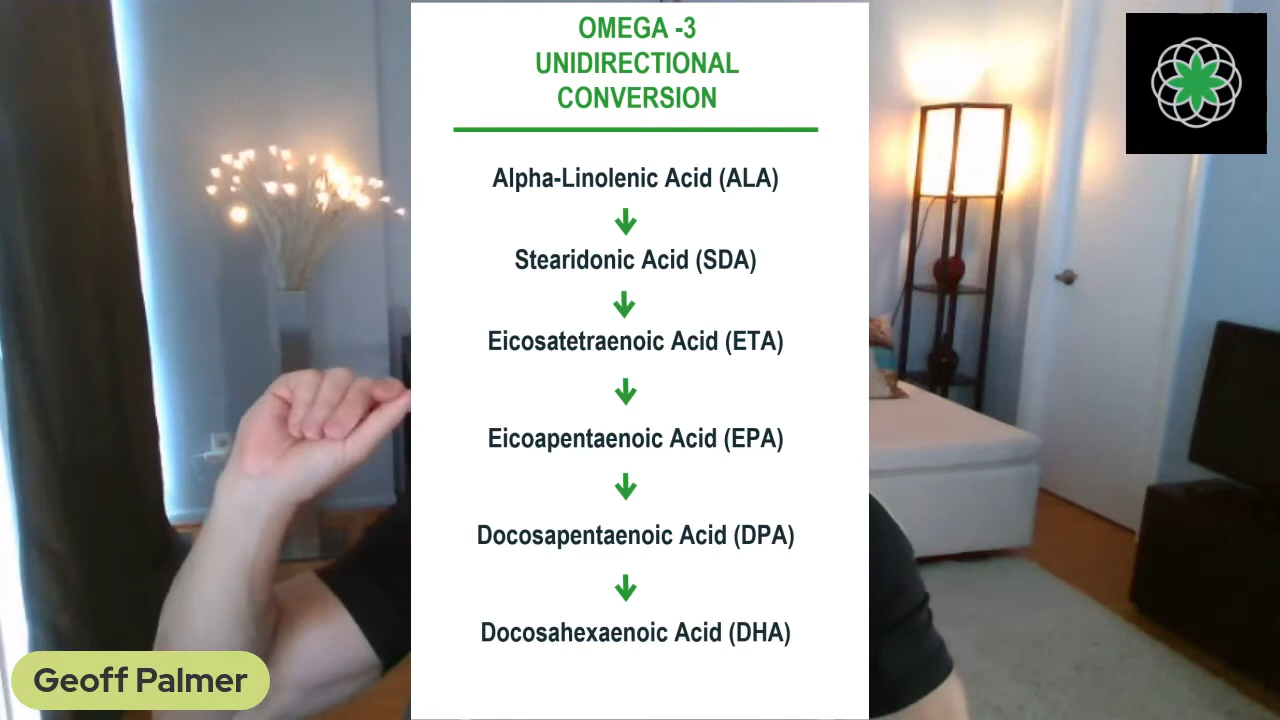 OMEGA -3
UNIDIRECTIONAL
CONVERSION
Alpha-Linolenic Acid (ALA)
Stearidonic Acid (SDA)
Eicosatetraenoic Acid (ETA)
Eicoapentaenoic Acid (EPA)
Docosapentaenoic Acid (DPA)
Docosahexaenoic Acid (DHA)
Geoff Palmer